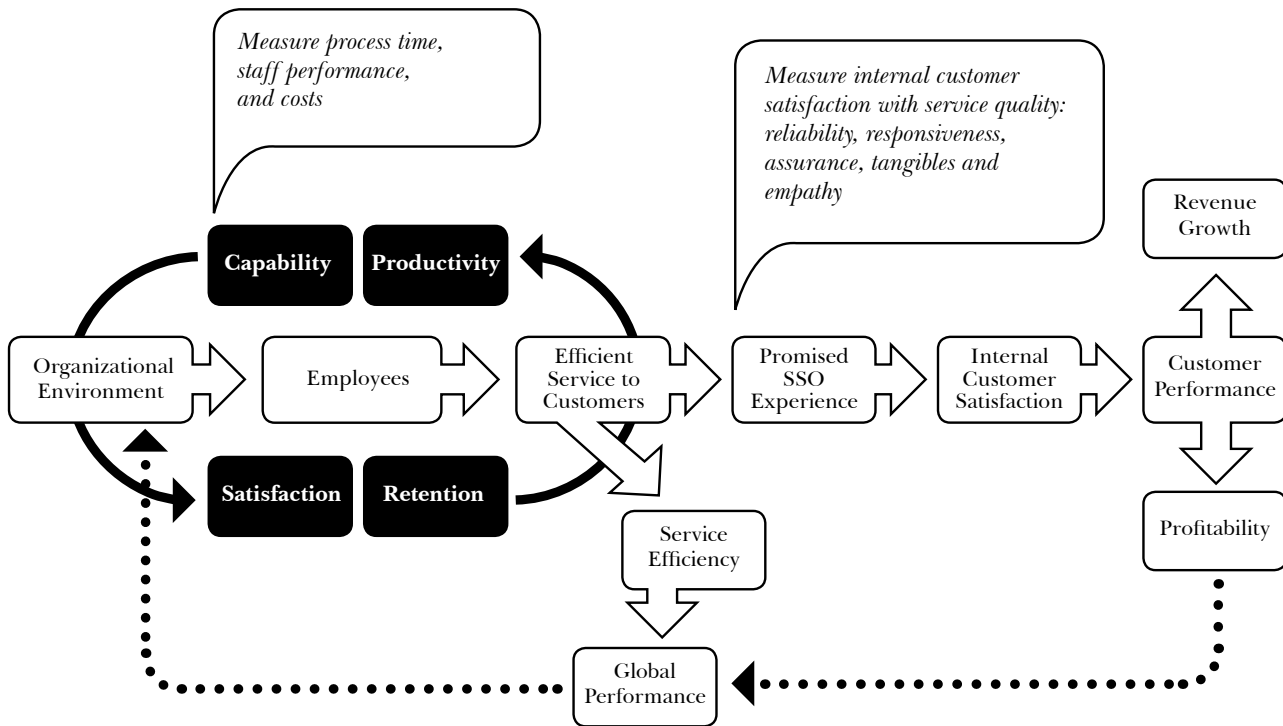 Measure process time,
staff performance,
and costs
Measure internal customer
satisfaction with service quality:
reliability, responsiveness,
assurance, tangibles and
empathy
Revenue
Growth
Capability
Productivity
Organizational
Environment
Employees
Efficient
Service to
Customers
Promised
SSO
Experience
Internal
Customer
Satisfaction
Customer
Performance
Satisfaction
Retention
Service
Efficiency
Profitability
Global
Performance